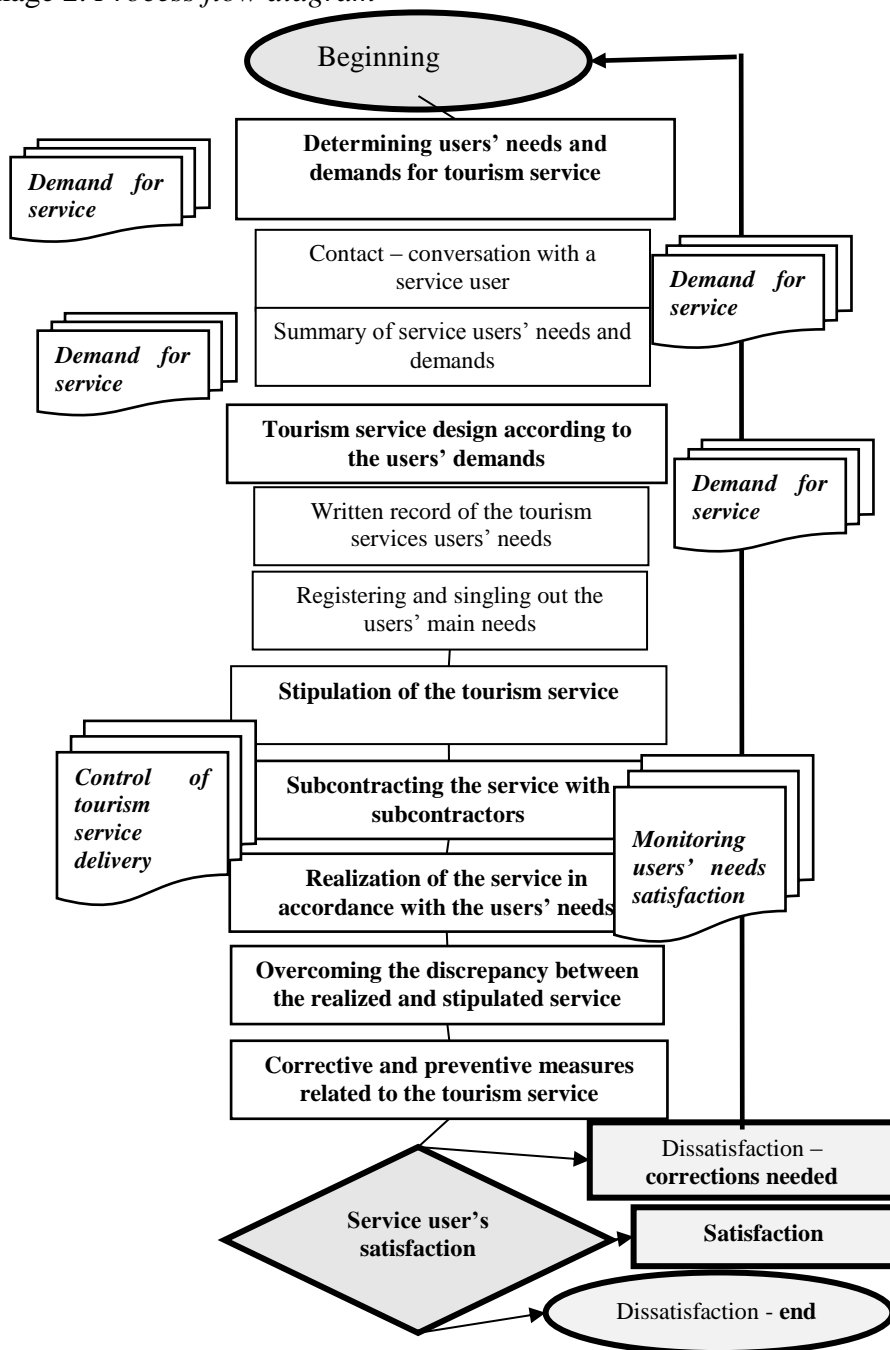 Process flow diagram
Beginning
Determining users’ needs and
demands for tourism service
Demand for
service
Contact – conversation with a
service user
Demand for
service
Summary of service users’ needs and
demands
Demand for
service
Tourism service design according to
the users’ demands
Demand for
service
Written record of the tourism
services users’ needs
Registering and singling out the
users’ main needs
Stipulation of the tourism service
Control of
tourism
service
delivery
Subcontracting the service with
subcontractors
Monitoring
users’ needs
satisfaction
Realization of the service in
accordance with the users’ needs
Overcoming the discrepancy between
the realized and stipulated service
Corrective and preventive measures
related to the tourism service
Dissatisfaction –
corrections needed
Service user’s
satisfaction
Satisfaction
Dissatisfaction - end